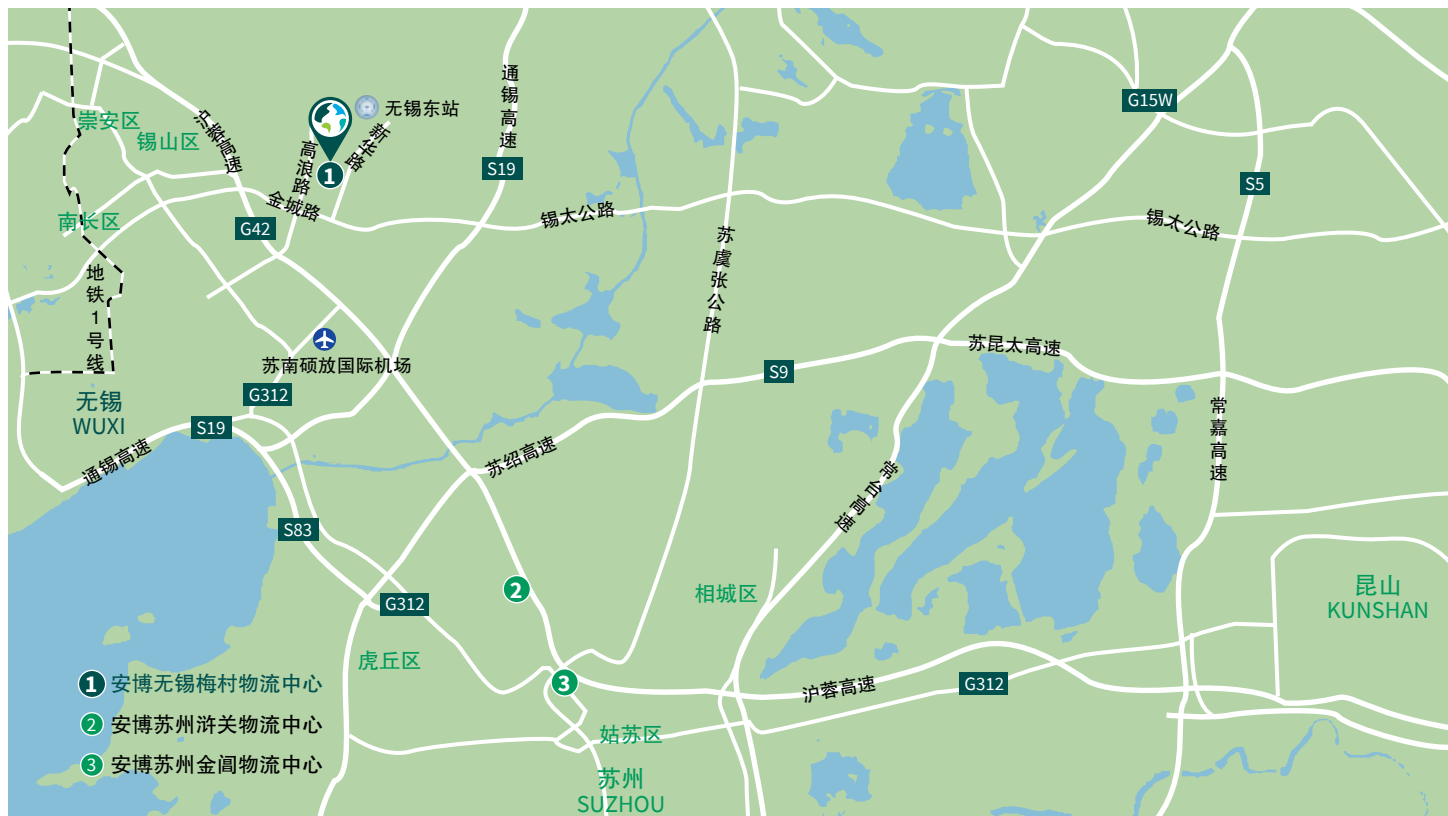 通锡高速
G15W
无锡东站
崇安区
沪蓉高速
新华路
锡山区
高浪路
S19
1
S5
金城路
锡太公路
南长区
G42
锡太公路
苏虞张公路
地铁1号线
苏南硕放国际机场
苏昆太高速
S9
G312
无锡
WUXI
S19
常嘉高速
通锡高速
苏绍高速
常台高速
S83
2
相城区
昆山
KUNSHAN
G312
虎丘区
3
沪蓉高速
G312
1 安博无锡梅村物流中心
2 安博苏州浒关物流中心
3 安博苏州金阊物流中心
姑苏区
苏州
SUZHOU